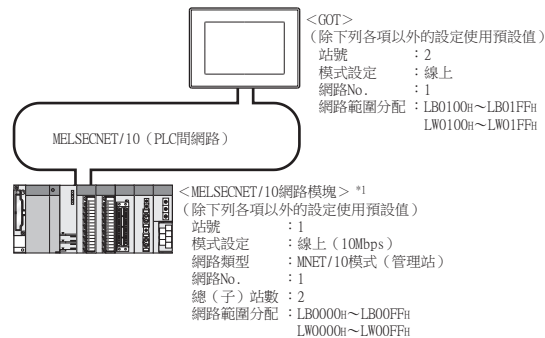 ＜GOT＞
（除下列各項以外的設定使用預設值）
站號　：2
模式設定　：線上
網路No.　：1
網路範圍分配：LB0100H～LB01FFH
LW0100H～LW01FFH
MELSECNET/10（PLC間網路）
＜MELSECNET/10網路模塊＞ *1
（除下列各項以外的設定使用預設值）
站號　：1
模式設定　：線上（10Mbps）
網路類型　：MNET/10模式（管理站）
網路No.　：1
總（子）站數：2
網路範圍分配：LB0000H～LB00FFH
LW0000H～LW00FFH